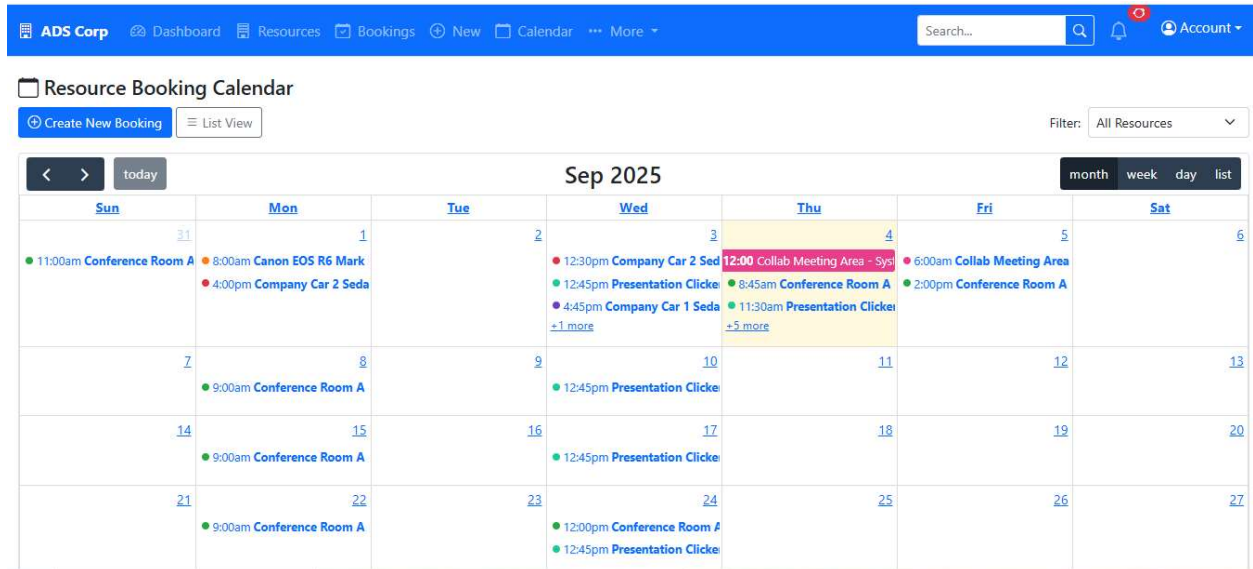 ADS Corp Dashboard Resources Bookings New Calendar ··· More Search... Account
Resource Booking Calendar
Create New Booking List View Filter: All Resources
today Sep 2025 month week day list
Sun Mon Tue Wed Thu Fri Sat
31 1 2 3 4 5 6
11:00am Conference Room A 8:00am Canon EOS R6 Mark 12:30pm Company Car 2 Sed 12:00 Collab Meeting Area - Syst 6:00am Collab Meeting Area
4:00pm Company Car 2 Seda 12:45pm Presentation Clicke 8:45am Conference Room A 2:00pm Conference Room A
4:45pm Company Car 1 Seda 11:30am Presentation Clicke
+1 more +5 more
7 8 9 10 11 12 13
9:00am Conference Room A 12:45pm Presentation Clicke
14 15 16 17 18 19 20
9:00am Conference Room A 12:45pm Presentation Clicke
21 22 23 24 25 26 27
9:00am Conference Room A 12:00pm Conference Room A
12:45pm Presentation Clicke